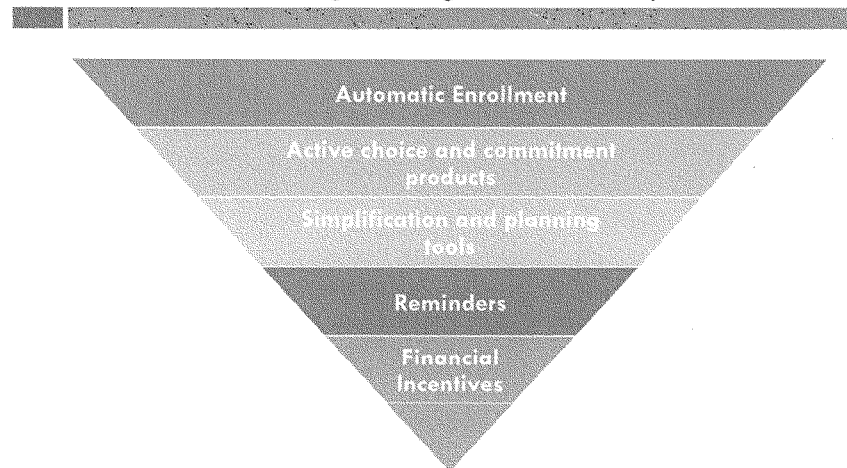 Automatic Enrollment
Active choice and commitment
products
Simplification and planning
tools
Reminders
Financial
Incentives